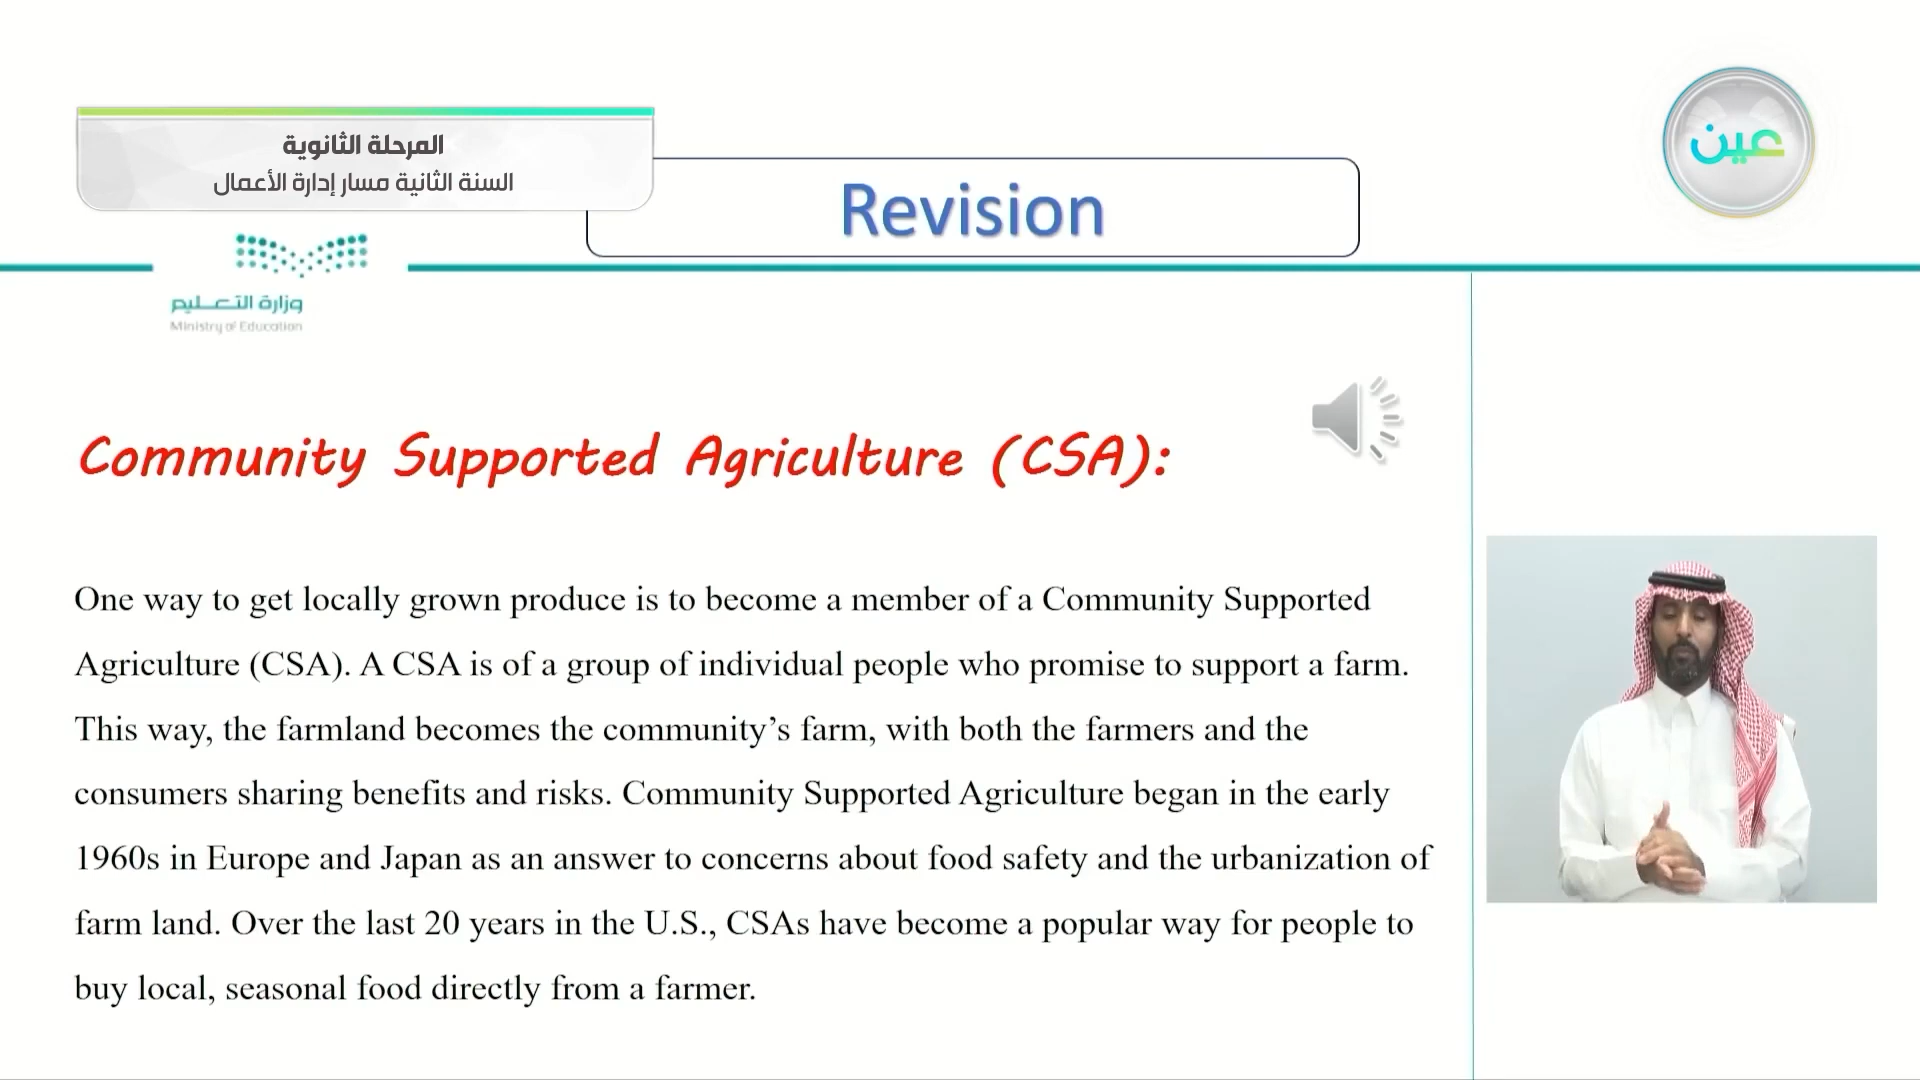 المرحلة الثانوية
السنة الثانية مسار إدارة الأعمال
عين
Revision
وزارة التعليم
Ministry of Education
Community Supported Agriculture (CSA):
One way to get locally grown produce is to become a member of a Community Supported
Agriculture (CSA). A CSA is of a group of individual people who promise to support a farm.
This way, the farmland becomes the community’s farm, with both the farmers and the
consumers sharing benefits and risks. Community Supported Agriculture began in the early
1960s in Europe and Japan as an answer to concerns about food safety and the urbanization of
farm land. Over the last 20 years in the U.S., CSAs have become a popular way for people to
buy local, seasonal food directly from a farmer.